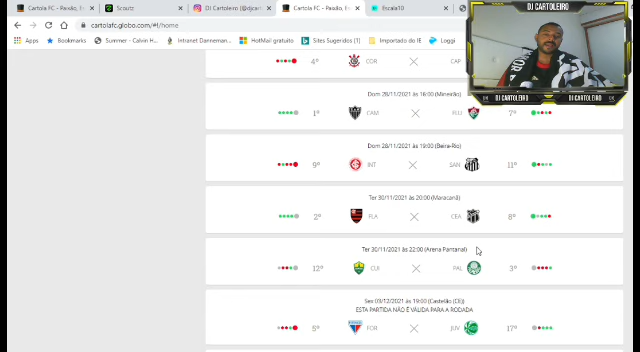 Cartola FC - Paixão, E
Scoutz
DJ Cartoleiro (@djcart
Cartola FC - Paixão, E
Escala10
cartolafc.globo.com/#!/home
Apps
Bookmarks
Summer - Calvin H...
Intranet Danneman...
HotMail gratuito
Sites Sugeridos (1)
Importado do IE
Loggi
DJ CARTOLEIRO
DJ CARTOLEIRO
DJ CARTOLEIRO
4º COR CAP
Dom 28/11/2021 às 16:00 (Mineirão)
1º CAM FLU 7º
Dom 28/11/2021 às 19:00 (Beira-Rio)
9º INT SAN 11º
Ter 30/11/2021 às 20:00 (Maracanã)
2º FLA CEA 8º
Ter 30/11/2021 às 22:00 (Arena Pantanal)
12º CUI PAL 3º
Sex 03/12/2021 às 19:00 (Castelão (CE))
ESTA PARTIDA NÃO É VÁLIDA PARA A RODADA
5º FOR JUV 17º